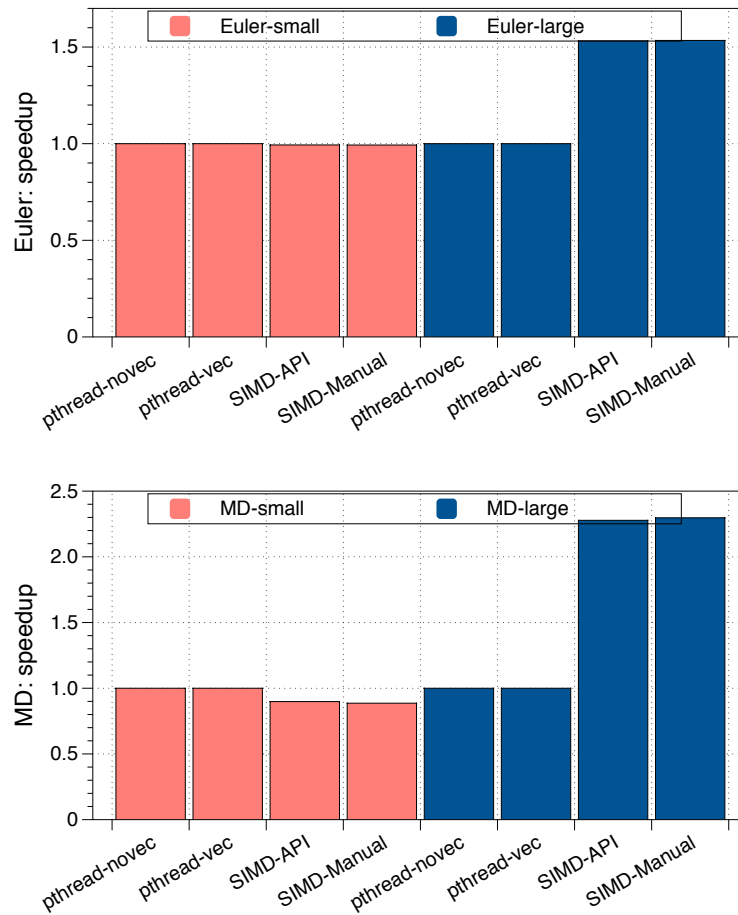 Euler-small Euler-large
Euler: speedup
1.5
1.0
0.5
0
pthread-novec pthread-vec SIMD-API SIMD-Manual pthread-novec pthread-vec SIMD-API SIMD-Manual
MD-small MD-large
MD: speedup
2.5
2.0
1.5
1.0
0.5
0
pthread-novec pthread-vec SIMD-API SIMD-Manual pthread-novec pthread-vec SIMD-API SIMD-Manual